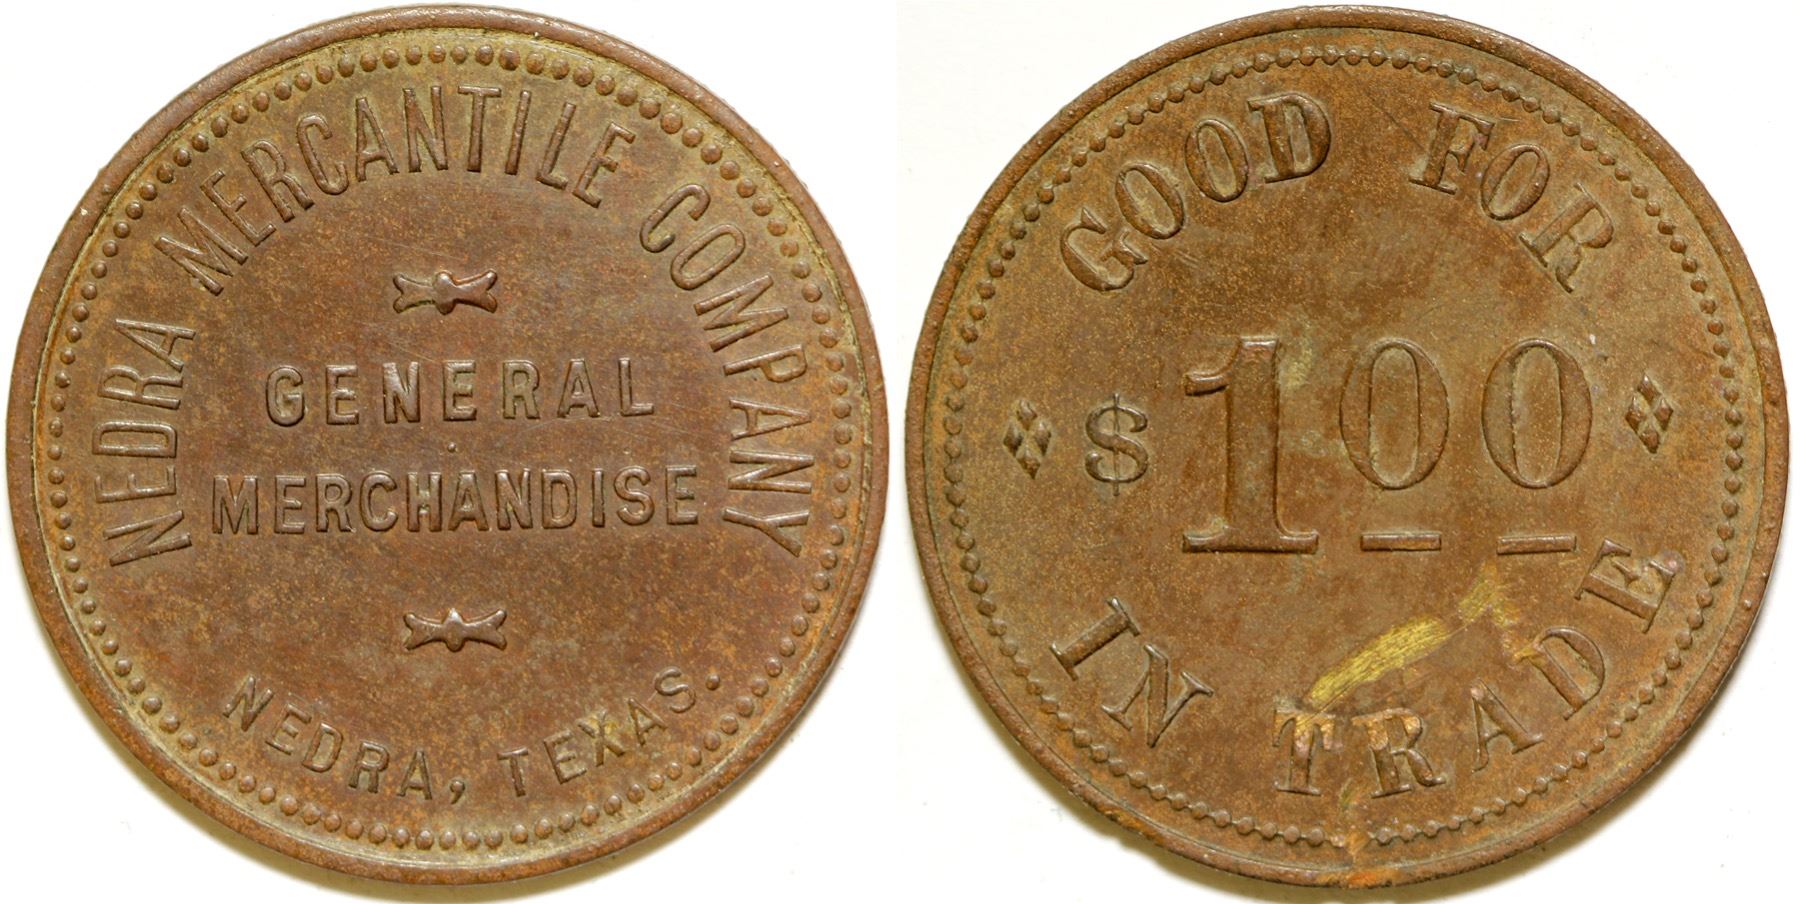 NEDRA MERCANTILE COMPANY
GENERAL
MERCHANDISE
NEDRA, TEXAS.
GOOD FOR
$ 100
IN TRADE